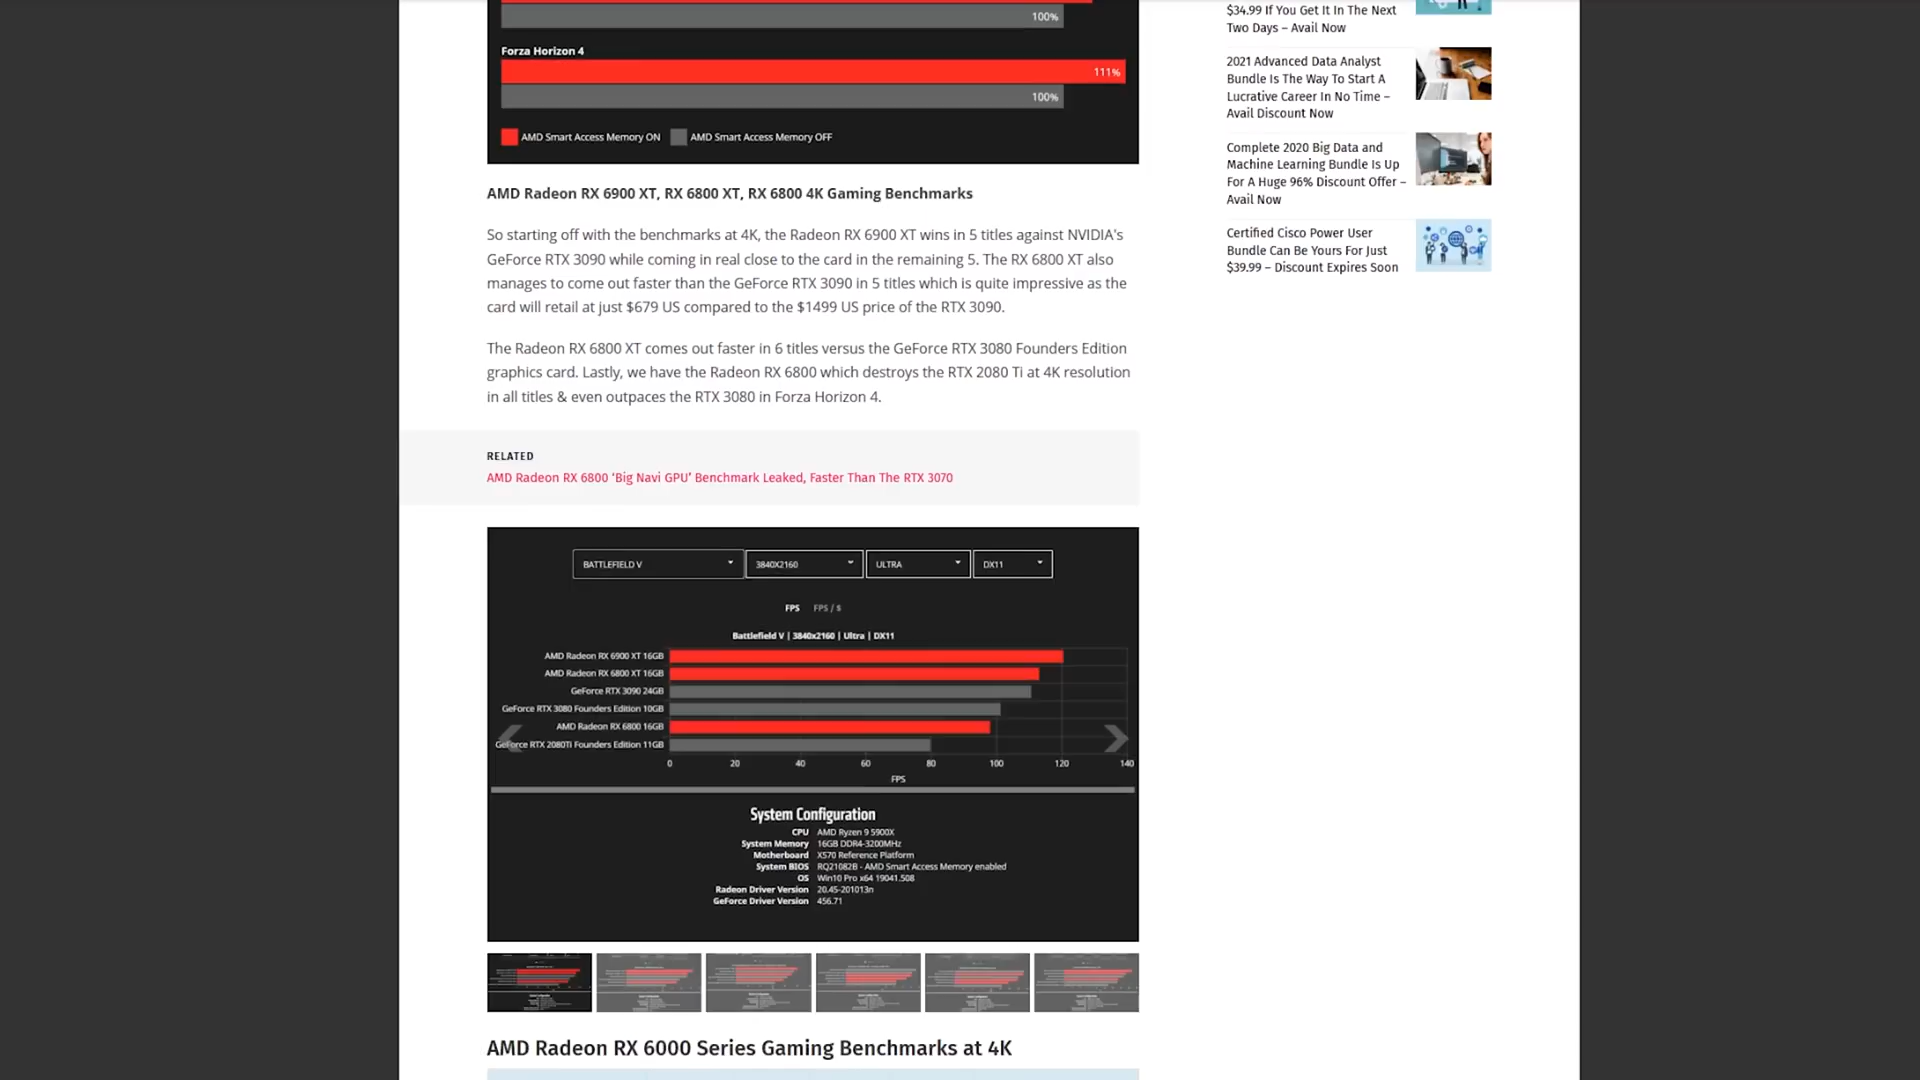 100%
Forza Horizon 4
111%
100%
AMD Smart Access Memory ON
AMD Smart Access Memory OFF
AMD Radeon RX 6900 XT, RX 6800 XT, RX 6800 4K Gaming Benchmarks
So starting off with the benchmarks at 4K, the Radeon RX 6900 XT wins in 5 titles against NVIDIA's
GeForce RTX 3090 while coming in real close to the card in the remaining 5. The RX 6800 XT also
manages to come out faster than the GeForce RTX 3090 in 5 titles which is quite impressive as the
card will retail at just $679 US compared to the $1499 US price of the RTX 3090.
The Radeon RX 6800 XT comes out faster in 6 titles versus the GeForce RTX 3080 Founders Edition
graphics card. Lastly, we have the Radeon RX 6800 which destroys the RTX 2080 Ti at 4K resolution
in all titles & even outpaces the RTX 3080 in Forza Horizon 4.
RELATED
AMD Radeon RX 6800 ‘Big Navi GPU’ Benchmark Leaked, Faster Than The RTX 3070
BATTLEFIELD V
3840X2160
ULTRA
DX11
FPS
FPS / $
Battlefield V | 3840x2160 | Ultra | DX11
AMD Radeon RX 6900 XT 16GB
AMD Radeon RX 6800 XT 16GB
GeForce RTX 3090 24GB
GeForce RTX 3080 Founders Edition 10GB
AMD Radeon RX 6800 16GB
GeForce RTX 2080Ti Founders Edition 11GB
0 20 40 60 80 100 120 140
FPS
System Configuration
CPU AMD Ryzen 9 5900X
System Memory 16GB DDR4-3200MHz
Motherboard X570 Reference Platform
System BIOS RQ21082B - AMD Smart Access Memory enabled
OS Win10 Pro x64 19041.508
Radeon Driver Version 20.45-201013n
GeForce Driver Version 456.71
AMD Radeon RX 6000 Series Gaming Benchmarks at 4K
$34.99 If You Get It In The Next
Two Days – Avail Now
2021 Advanced Data Analyst
Bundle Is The Way To Start A
Lucrative Career In No Time –
Avail Discount Now
Complete 2020 Big Data and
Machine Learning Bundle Is Up
For A Huge 96% Discount Offer –
Avail Now
Certified Cisco Power User
Bundle Can Be Yours For Just
$39.99 – Discount Expires Soon